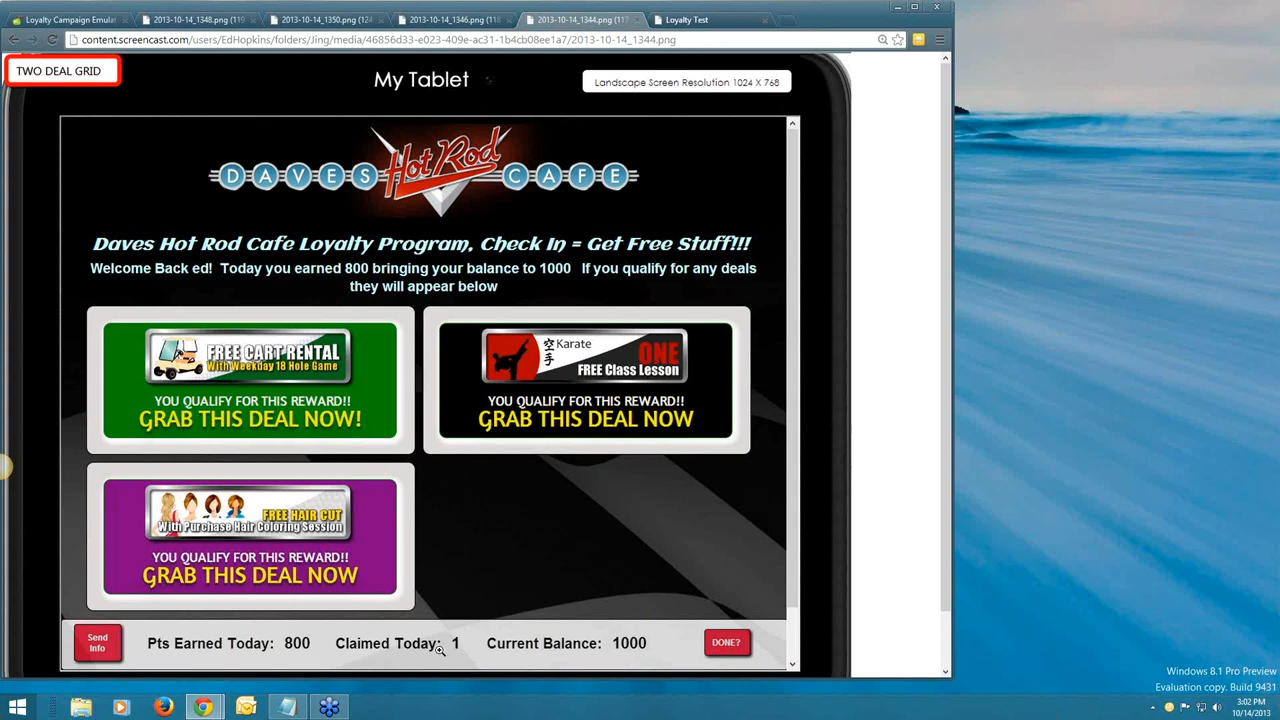 Loyalty Campaign Emulat
2013-10-14_1348.png (119
2013-10-14_1350.png (124
2013-10-14_1346.png (118
2013-10-14_1344.png (117
Loyalty Test
content.screencast.com/users/EdHopkins/folders/Jing/media/46856d33-e023-409e-ac31-1b4cb08ee1a7/2013-10-14_1344.png
TWO DEAL GRID
My Tablet
Landscape Screen Resolution 1024 X 768
DAVES Hot Rod CAFE
Daves Hot Rod Cafe Loyalty Program, Check In = Get Free Stuff!!!
Welcome Back ed! Today you earned 800 bringing your balance to 1000 If you qualify for any deals
they will appear below
FREE CART RENTAL
With Weekday 18 Hole Game
YOU QUALIFY FOR THIS REWARD!!
GRAB THIS DEAL NOW!
空手 Karate
ONE
FREE Class Lesson
YOU QUALIFY FOR THIS REWARD!!
GRAB THIS DEAL NOW
FREE HAIR CUT
With Purchase Hair Coloring Session
YOU QUALIFY FOR THIS REWARD!!
GRAB THIS DEAL NOW
Send
Info
Pts Earned Today: 800
Claimed Today: 1
Current Balance: 1000
DONE?
Windows 8.1 Pro Preview
Evaluation copy. Build 9431
3:02 PM
10/14/2013